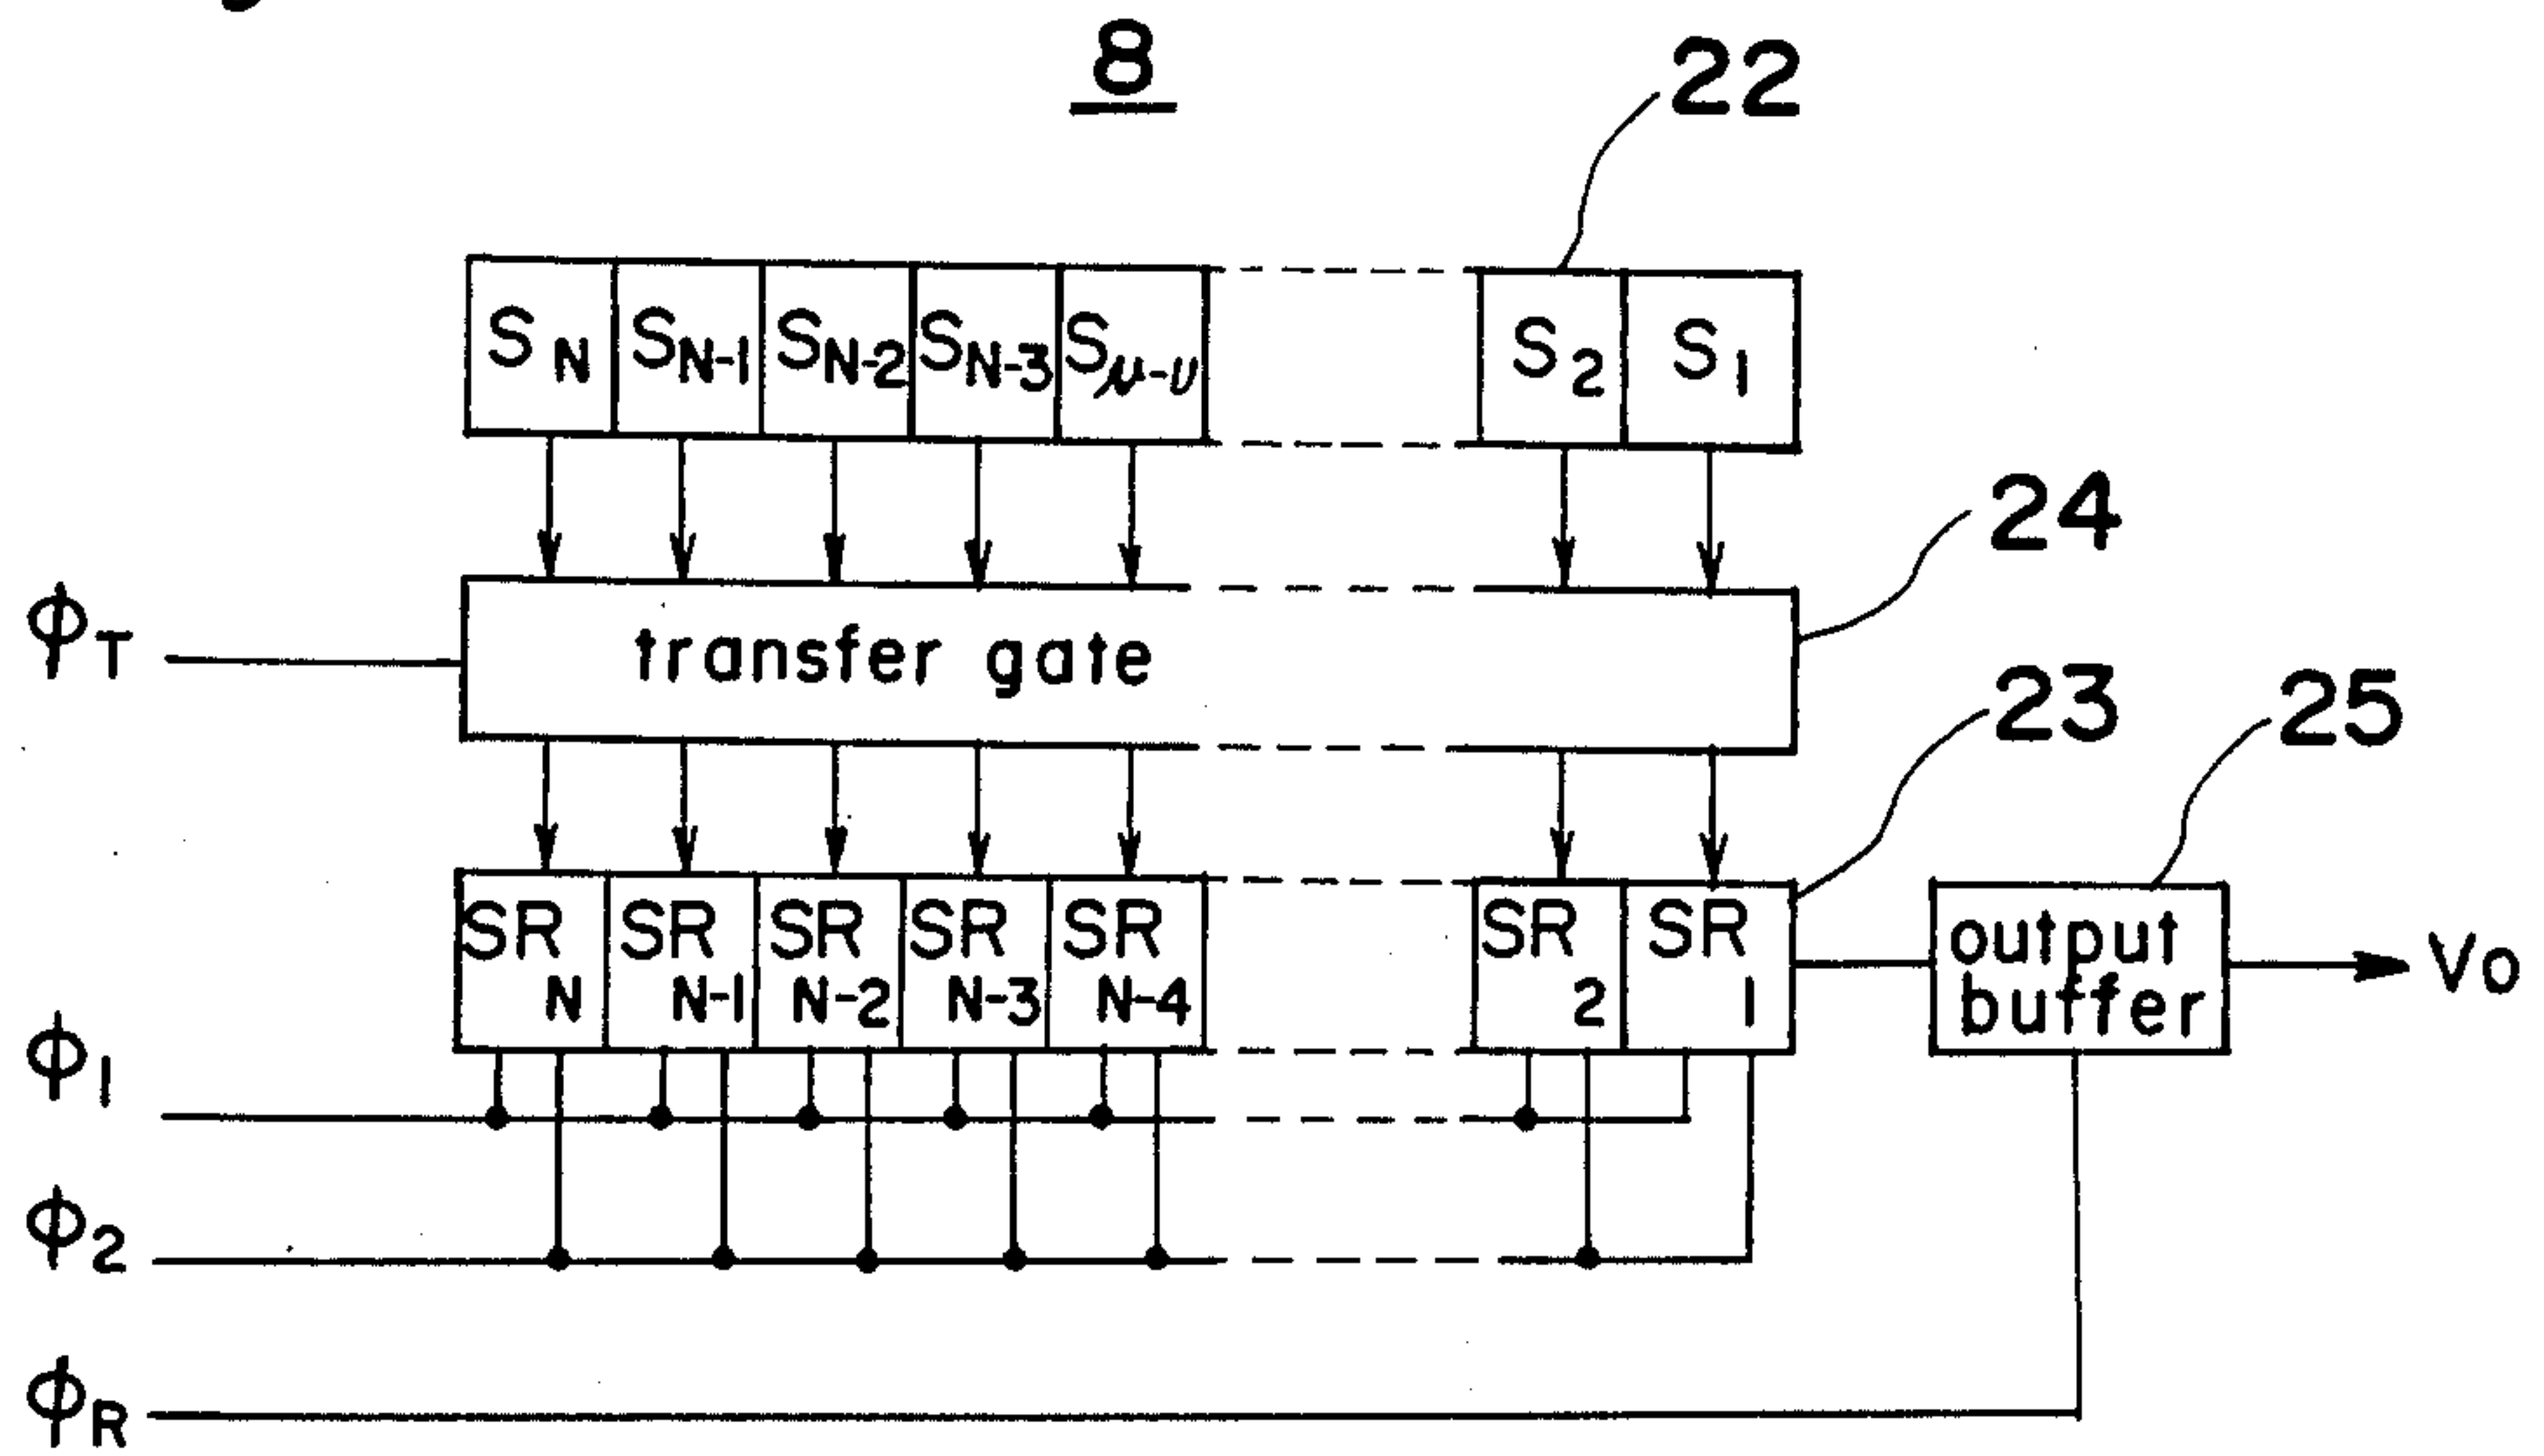 8
22
S N S N-1 S N-2 S N-3 S μ-ν S 2 S 1
24
φT
transfer gate
23
25
SR N SR N-1 SR N-2 SR N-3 SR N-4 SR 2 SR 1
output
buffer
Vo
φ1
φ2
φR